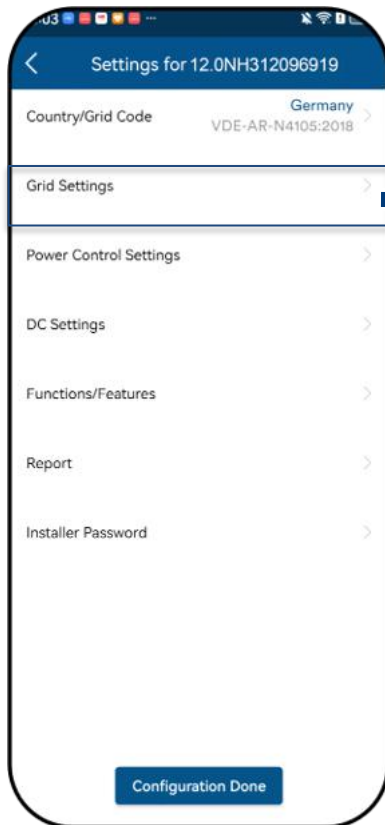 Settings for 12.0NH312096919
Country/Grid Code
Germany
VDE-AR-N4105:2018
Grid Settings
Power Control Settings
DC Settings
Functions/Features
Report
Installer Password
Configuration Done